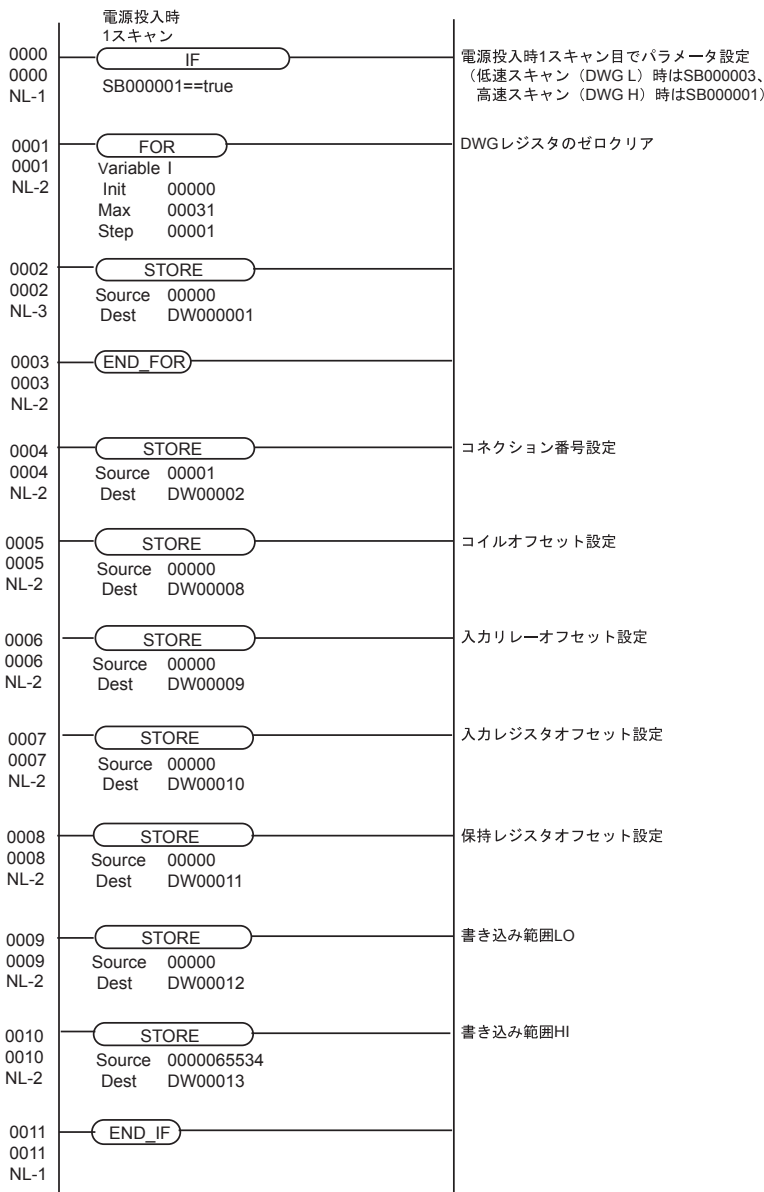 電源投入時
1スキャン
0000
0000
NL-1
IF
SB000001==true
電源投入時1スキャン目でパラメータ設定
（低速スキャン（DWG L）時はSB000003、
高速スキャン（DWG H）時はSB000001）
0001
0001
NL-2
FOR
Variable I
Init 00000
Max 00031
Step 00001
DWGレジスタのゼロクリア
0002
0002
NL-3
STORE
Source 00000
Dest DW000001
0003
0003
NL-2
END_FOR
0004
0004
NL-2
STORE
Source 00001
Dest DW00002
コネクション番号設定
0005
0005
NL-2
STORE
Source 00000
Dest DW00008
コイルオフセット設定
0006
0006
NL-2
STORE
Source 00000
Dest DW00009
入力リレーオフセット設定
0007
0007
NL-2
STORE
Source 00000
Dest DW00010
入力レジスタオフセット設定
0008
0008
NL-2
STORE
Source 00000
Dest DW00011
保持レジスタオフセット設定
0009
0009
NL-2
STORE
Source 00000
Dest DW00012
書き込み範囲LO
0010
0010
NL-2
STORE
Source 0000065534
Dest DW00013
書き込み範囲HI
0011
0011
NL-1
END_IF